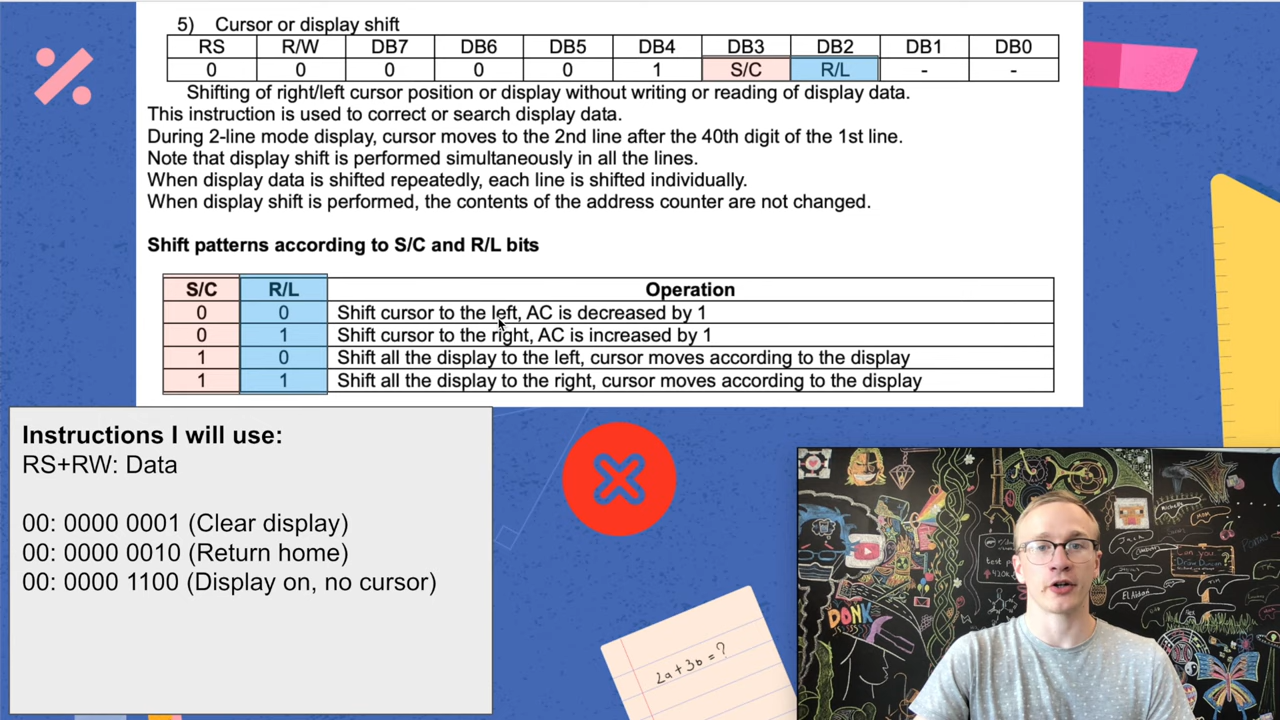 5) Cursor or display shift
RS R/W DB7 DB6 DB5 DB4 DB3 DB2 DB1 DB0
0 0 0 0 0 1 S/C R/L - -
Shifting of right/left cursor position or display without writing or reading of display data.
This instruction is used to correct or search display data.
During 2-line mode display, cursor moves to the 2nd line after the 40th digit of the 1st line.
Note that display shift is performed simultaneously in all the lines.
When display data is shifted repeatedly, each line is shifted individually.
When display shift is performed, the contents of the address counter are not changed.
Shift patterns according to S/C and R/L bits
S/C R/L Operation
0 0 Shift cursor to the left, AC is decreased by 1
0 1 Shift cursor to the right, AC is increased by 1
1 0 Shift all the display to the left, cursor moves according to the display
1 1 Shift all the display to the right, cursor moves according to the display
Instructions I will use:
RS+RW: Data
00: 0000 0001 (Clear display)
00: 0000 0010 (Return home)
00: 0000 1100 (Display on, no cursor)
2a+3b=?
DONK
Jack